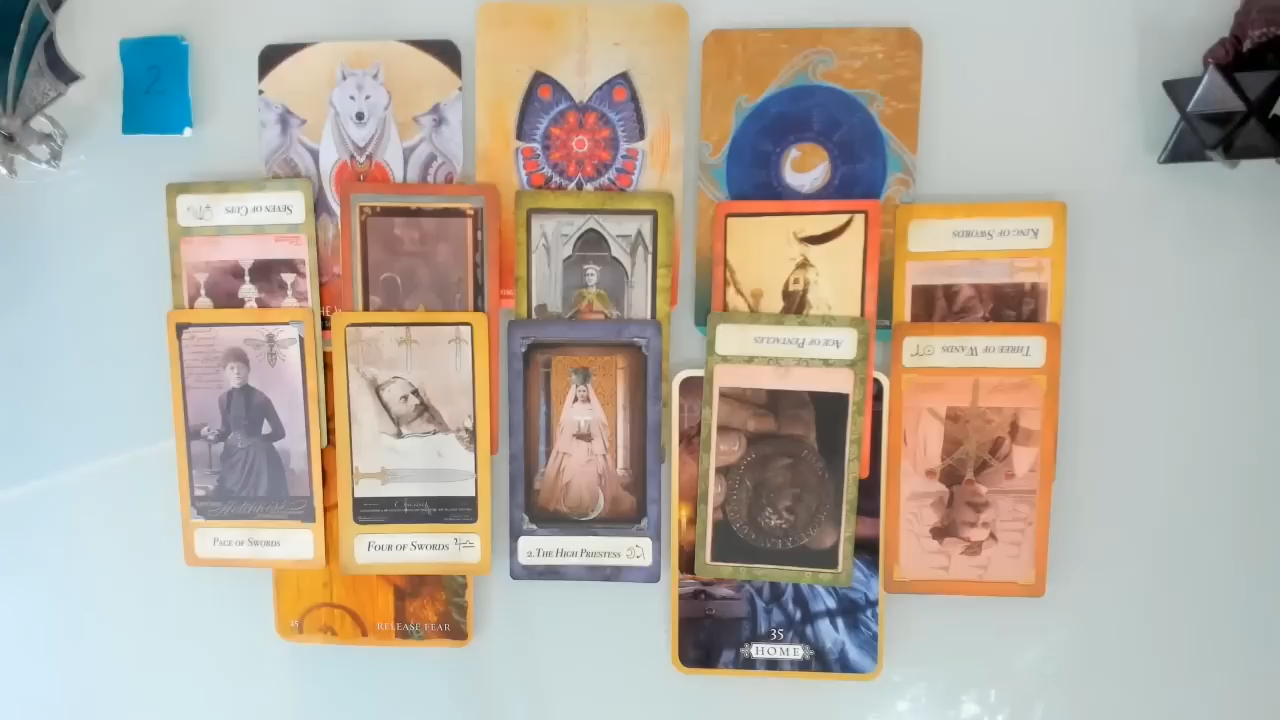 2
SEVEN OF CUPS
KING OF SWORDS
ACE OF PENTACLES
THREE OF WANDS
PAGE OF SWORDS
FOUR OF SWORDS
2. THE HIGH PRIESTESS
25
RELEASE FEAR
35
HOME